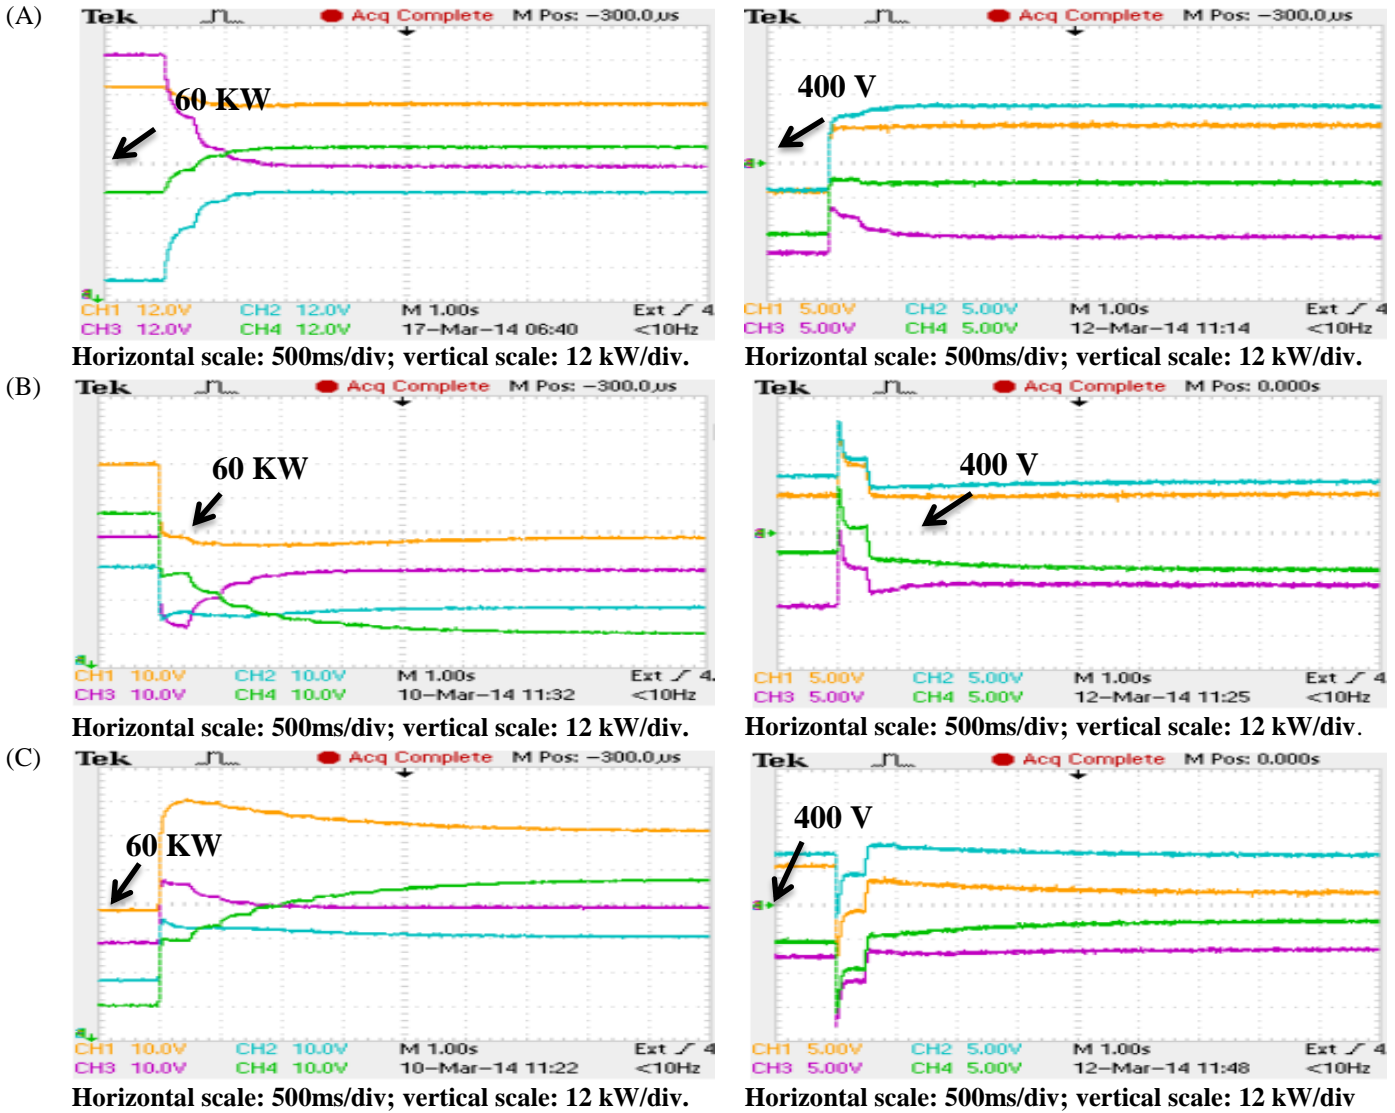 (A)
Tek Acq Complete M Pos: -300.0µs
60 KW
CH1 12.0V CH2 12.0V M 1.00s Ext 4
CH3 12.0V CH4 12.0V 17-Mar-14 06:40 <10Hz
Horizontal scale: 500ms/div; vertical scale: 12 kW/div.
Tek Acq Complete M Pos: -300.0µs
400 V
CH1 5.00V CH2 5.00V M 1.00s Ext 4
CH3 5.00V CH4 5.00V 12-Mar-14 11:14 <10Hz
Horizontal scale: 500ms/div; vertical scale: 12 kW/div.
(B)
Tek Acq Complete M Pos: -300.0µs
60 KW
CH1 10.0V CH2 10.0V M 1.00s Ext 4.
CH3 10.0V CH4 10.0V 10-Mar-14 11:32 <10Hz
Horizontal scale: 500ms/div; vertical scale: 12 kW/div.
Tek Acq Complete M Pos: 0.000s
400 V
CH1 5.00V CH2 5.00V M 1.00s Ext 4
CH3 5.00V CH4 5.00V 12-Mar-14 11:25 <10Hz
Horizontal scale: 500ms/div; vertical scale: 12 kW/div.
(C)
Tek Acq Complete M Pos: -300.0µs
60 KW
CH1 10.0V CH2 10.0V M 1.00s Ext 4
CH3 10.0V CH4 10.0V 10-Mar-14 11:22 <10Hz
Horizontal scale: 500ms/div; vertical scale: 12 kW/div.
Tek Acq Complete M Pos: 0.000s
400 V
CH1 5.00V CH2 5.00V M 1.00s Ext 4
CH3 5.00V CH4 5.00V 12-Mar-14 11:48 <10Hz
Horizontal scale: 500ms/div; vertical scale: 12 kW/div